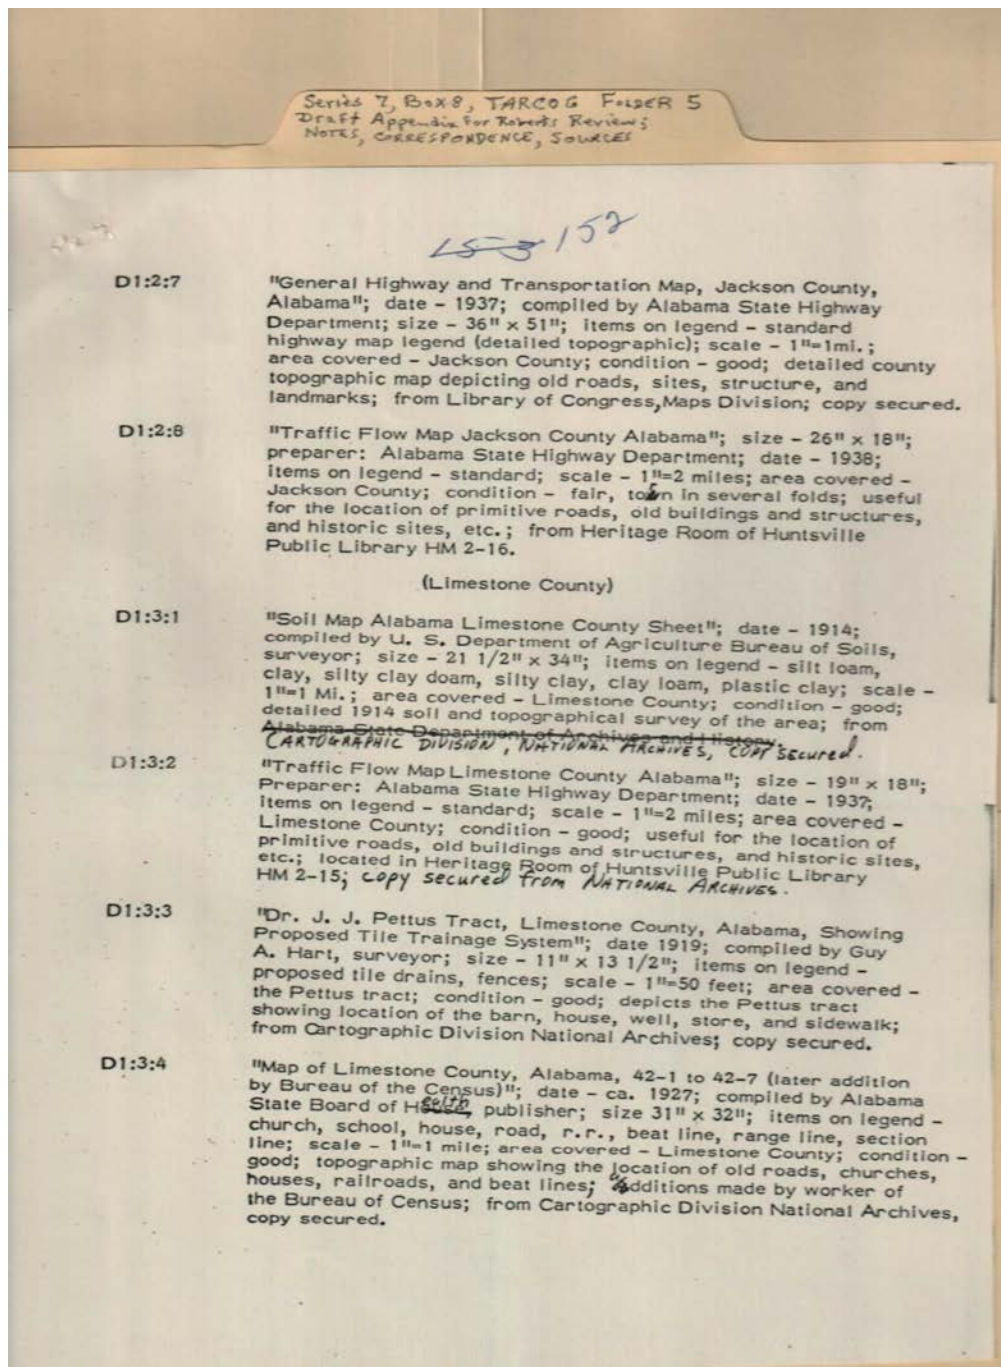 Series 7, Box 8, TARCOG FOLDER 5
Draft Appendix For Roberts Review;
NOTES, CORRESPONDENCE, SOURCES
153 152
D1:2:7 "General Highway and Transportation Map, Jackson County,
Alabama"; date - 1937; compiled by Alabama State Highway
Department; size - 36" x 51"; items on legend - standard
highway map legend (detailed topographic); scale - 1"=1mi.;
area covered - Jackson County; condition - good; detailed county
topographic map depicting old roads, sites, structure, and
landmarks; from Library of Congress, Maps Division; copy secured.
D1:2:8 "Traffic Flow Map Jackson County Alabama"; size - 26" x 18";
preparer: Alabama State Highway Department; date - 1938;
items on legend - standard; scale - 1"=2 miles; area covered -
Jackson County; condition - fair, torn in several folds; useful
for the location of primitive roads, old buildings and structures,
and historic sites, etc.; from Heritage Room of Huntsville
Public Library HM 2-16.
(Limestone County)
D1:3:1 "Soil Map Alabama Limestone County Sheet"; date - 1914;
compiled by U. S. Department of Agriculture Bureau of Soils,
surveyor; size - 21 1/2" x 34"; items on legend - silt loam,
clay, silty clay doam, silty clay, clay loam, plastic clay; scale -
1"=1 Mi.; area covered - Limestone County; condition - good;
detailed 1914 soil and topographical survey of the area; from
Alabama State Department of Archives and History.
CARTOGRAPHIC DIVISION, NATIONAL ARCHIVES, COPY secured.
D1:3:2 "Traffic Flow Map Limestone County Alabama"; size - 19" x 18";
Preparer: Alabama State Highway Department; date - 1937;
items on legend - standard; scale - 1"=2 miles; area covered -
Limestone County; condition - good; useful for the location of
primitive roads, old buildings and structures, and historic sites,
etc.; located in Heritage Room of Huntsville Public Library
HM 2-15; copy secured from NATIONAL ARCHIVES.
D1:3:3 "Dr. J. J. Pettus Tract, Limestone County, Alabama, Showing
Proposed Tile Trainage System"; date 1919; compiled by Guy
A. Hart, surveyor; size - 11" x 13 1/2"; items on legend -
proposed tile drains, fences; scale - 1"=50 feet; area covered -
the Pettus tract; condition - good; depicts the Pettus tract
showing location of the barn, house, well, store, and sidewalk;
from Cartographic Division National Archives; copy secured.
D1:3:4 "Map of Limestone County, Alabama, 42-1 to 42-7 (later addition
by Bureau of the Census)"; date - ca. 1927; compiled by Alabama
State Board of Health, publisher; size 31" x 32"; items on legend -
church, school, house, road, r.r., beat line, range line, section
line; scale - 1"=1 mile; area covered - Limestone County; condition -
good; topographic map showing the location of old roads, churches,
houses, railroads, and beat lines; additions made by worker of
the Bureau of Census; from Cartographic Division National Archives,
copy secured.